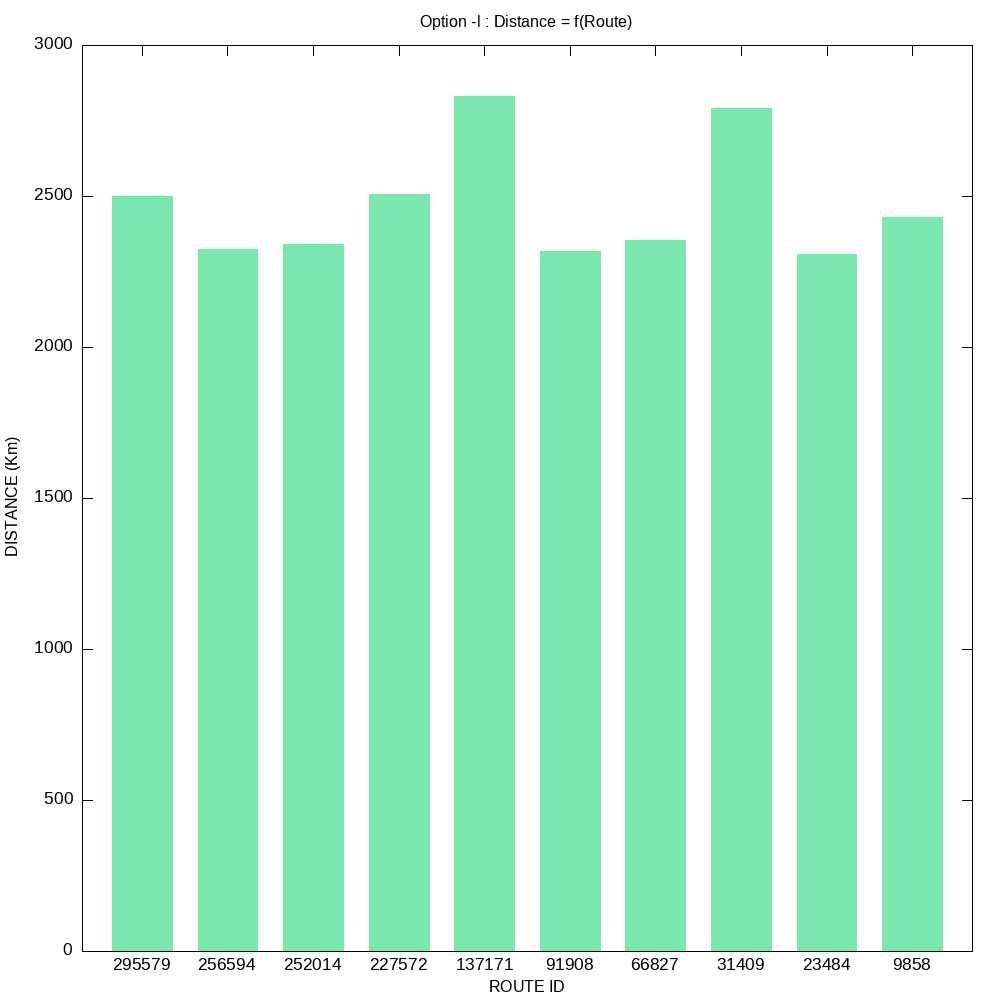 Option -l : Distance = f(Route)
3000
2500
2000
1500
1000
500
0
DISTANCE (Km)
295579 256594 252014 227572 137171 91908 66827 31409 23484 9858
ROUTE ID